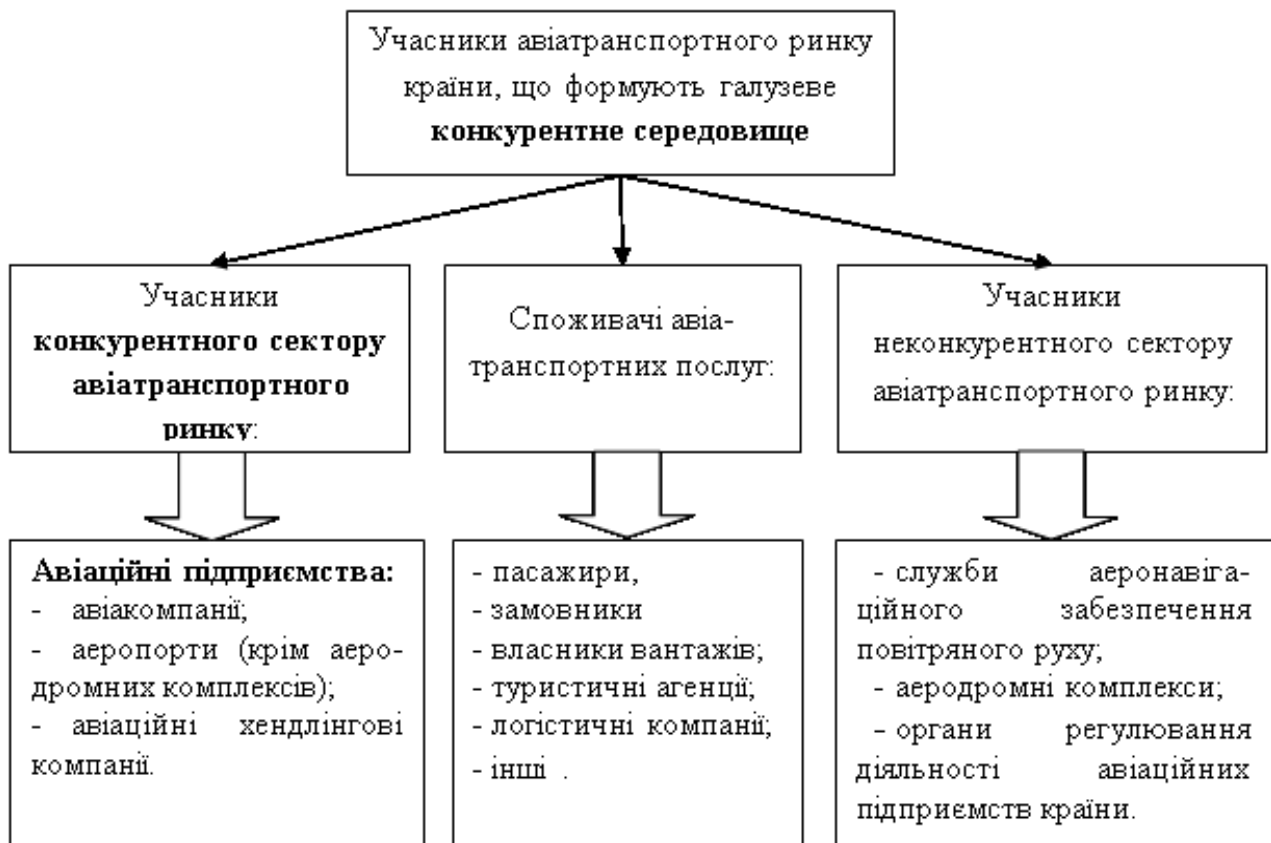 Учасники авіатранспортного ринку
країни, що формують галузеве
конкурентне середовище
Учасники
конкурентного сектору
авіатранспортного
ринку:
Споживачі авіа-
транспортних послуг:
Учасники
неконкурентного сектору
авіатранспортного ринку:
Авіаційні підприємства:
- авіакомпанії;
- аеропорти (крім аеро-
дромних комплексів);
- авіаційні хендлінгові
компанії.
- пасажири,
- замовники
- власники вантажів;
- туристичні агенції;
- логістичні компанії;
- інші .
- служби аеронавіга-
ційного забезпечення
повітряного руху;
- аеродромні комплекси;
- органи регулювання
діяльності авіаційних
підприємств країни.